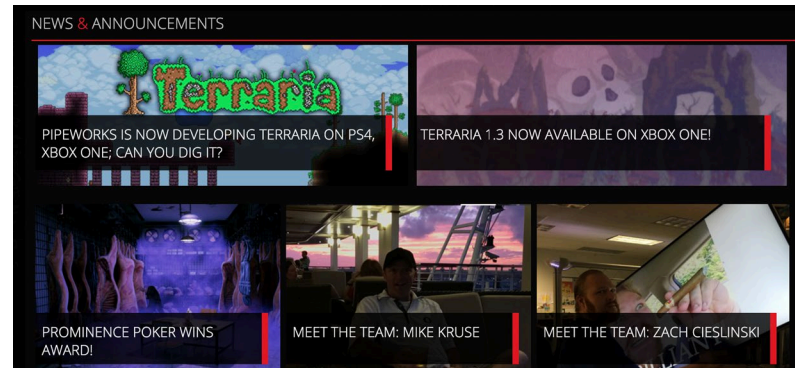 NEWS & ANNOUNCEMENTS
Terraria
PIPEWORKS IS NOW DEVELOPING TERRARIA ON PS4,
XBOX ONE; CAN YOU DIG IT?
TERRARIA 1.3 NOW AVAILABLE ON XBOX ONE!
PROMINENCE POKER WINS
AWARD!
MEET THE TEAM: MIKE KRUSE
MEET THE TEAM: ZACH CIESLINSKI